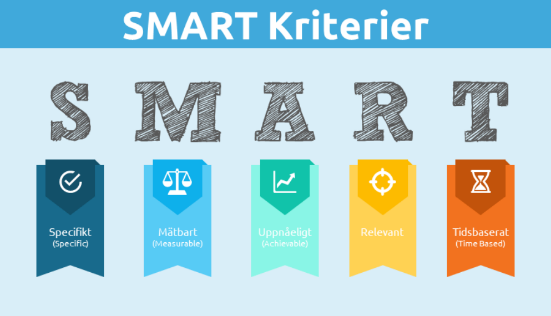 SMART Kriterier
S M A R T
Specifikt
(Specific)
Mätbart
(Measurable)
Uppnåeligt
(Achievable)
Relevant
Tidsbaserat
(Time Based)